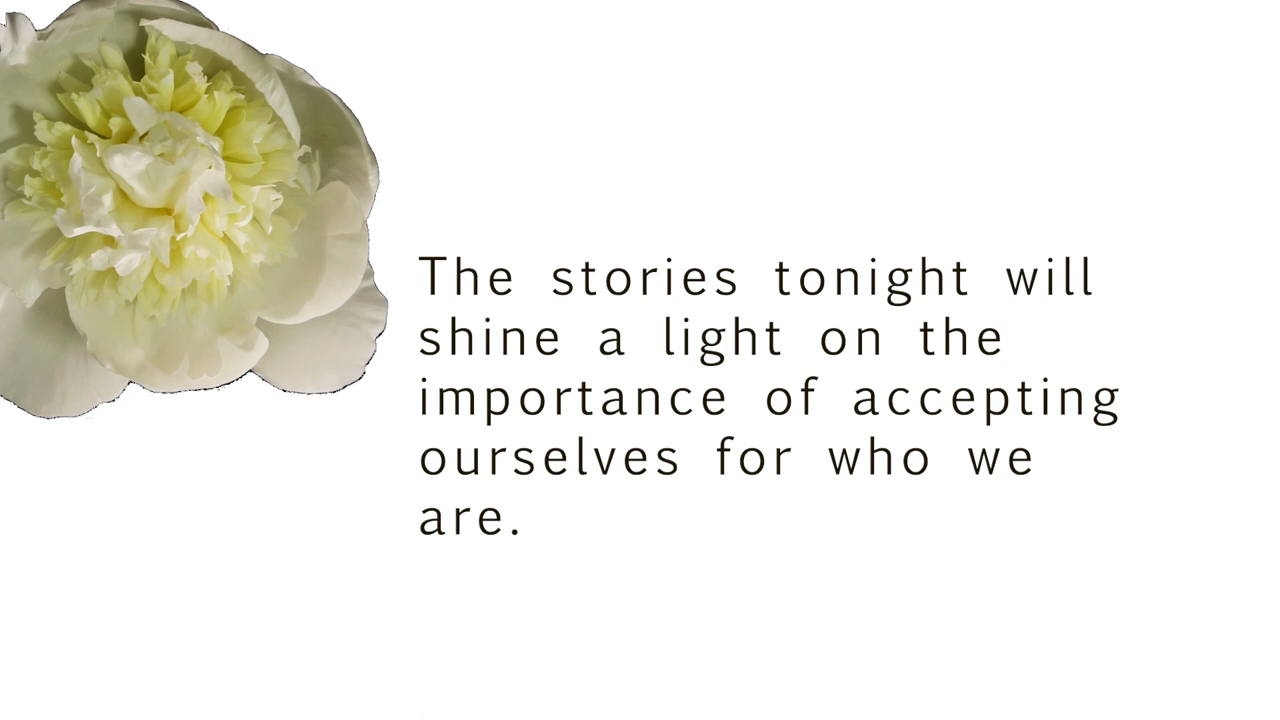 The stories tonight will
shine a light on the
importance of accepting
ourselves for who we
are.